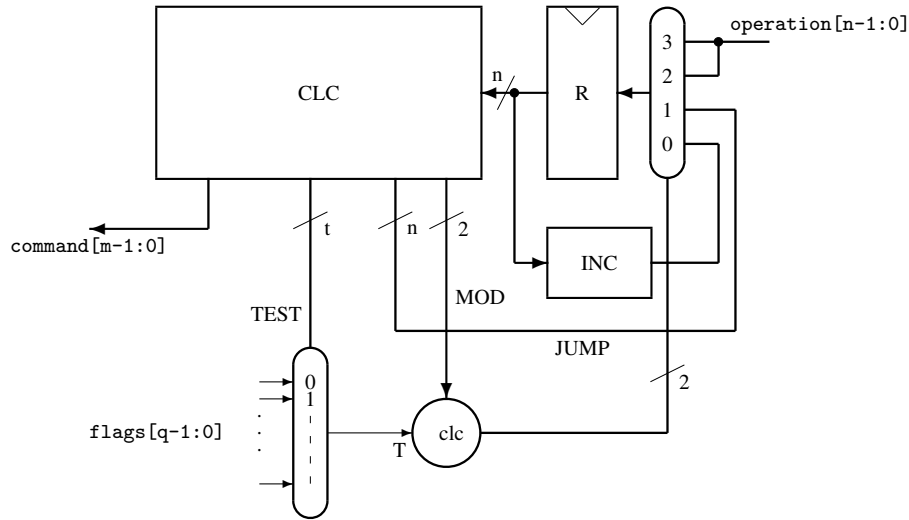 operation[n-1:0]
3
2
1
0
n
CLC
R
t
n
2
command[m-1:0]
INC
MOD
TEST
JUMP
2
0
1
flags[q-1:0]
clc
T